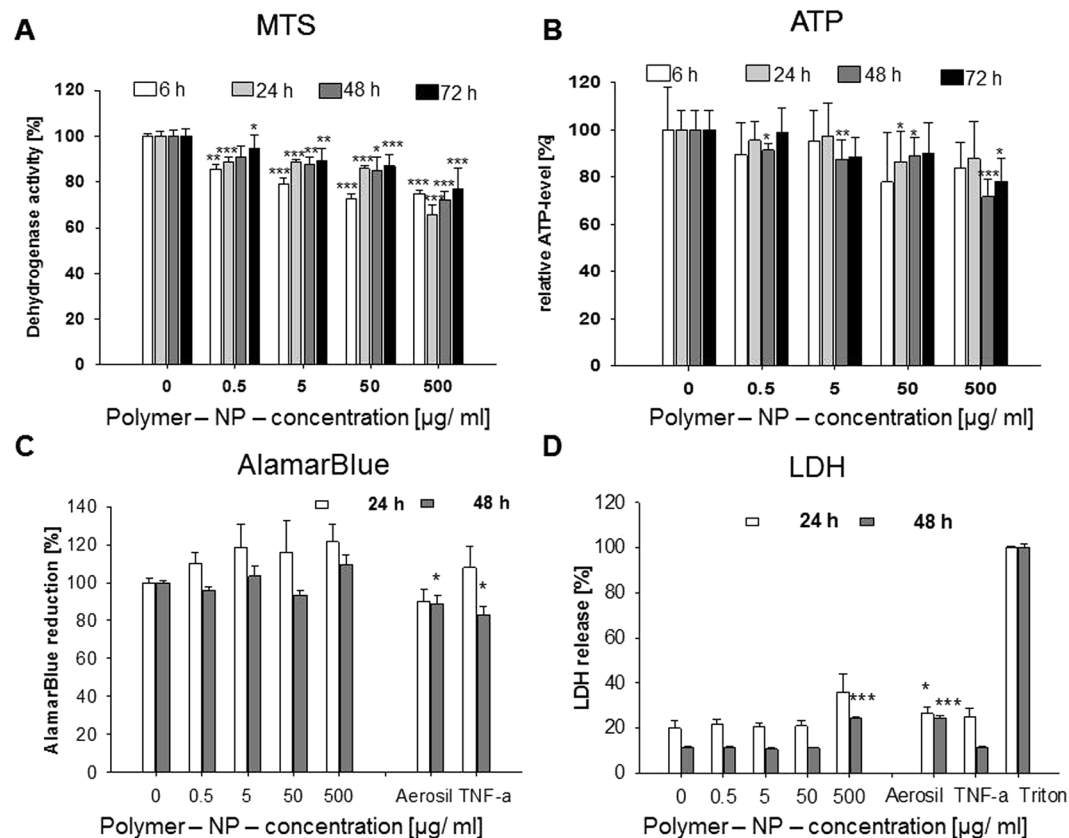 A
MTS
6 h 24 h 48 h 72 h
Dehydrogenase activity [%]
120
100
80
60
40
20
0
** *** *
*** *** ** **
*** *** * ***
*** *** ***
0 0.5 5 50 500
Polymer – NP – concentration [µg/ ml]
B
ATP
6 h 24 h 48 h 72 h
relative ATP-level [%]
120
100
80
60
40
20
0
*
**
* *
*** *
0 0.5 5 50 500
Polymer – NP – concentration [µg/ ml]
C
AlamarBlue
24 h 48 h
AlamarBlue reduction [%]
140
120
100
80
60
40
20
0
* *
0 0.5 5 50 500 Aerosil TNF-a
Polymer – NP – concentration [µg/ ml]
D
LDH
24 h 48 h
LDH release [%]
120
100
80
60
40
20
0
*** * ***
0 0.5 5 50 500 Aerosil TNF-a Triton
Polymer – NP – concentration [µg/ ml]